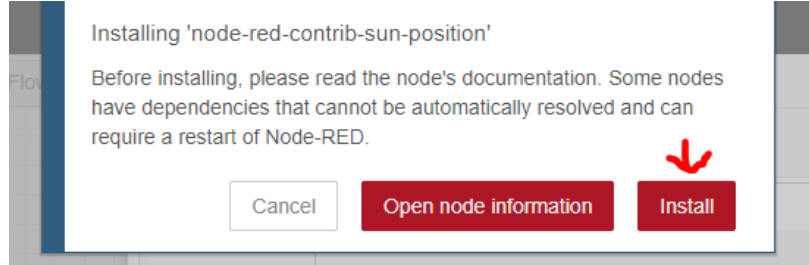 Installing 'node-red-contrib-sun-position'
Flow
Before installing, please read the node's documentation. Some nodes
have dependencies that cannot be automatically resolved and can
require a restart of Node-RED.
Cancel
Open node information
Install